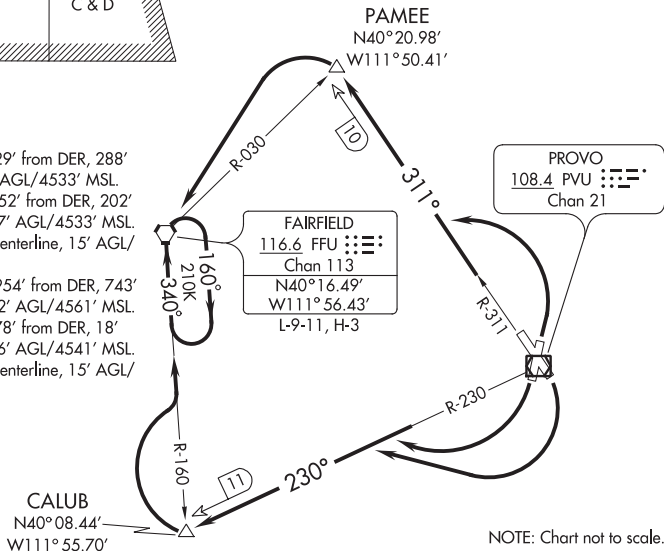 C & D
PAMEE
N40°20.98'
W111°50.41'
10
R-030
311°
29' from DER, 288'
AGL/4533' MSL.
52' from DER, 202'
7' AGL/4533' MSL.
enterline, 15' AGL/
954' from DER, 743'
2' AGL/4561' MSL.
78' from DER, 18'
6' AGL/4541' MSL.
enterline, 15' AGL/
PROVO
108.4 PVU
Chan 21
FAIRFIELD
116.6 FFU
Chan 113
N40°16.49'
W111°56.43'
L-9-11, H-3
160°
210K
340°
R-311
R-230
R-160
230°
11
CALUB
N40°08.44'
W111°55.70'
NOTE: Chart not to scale.